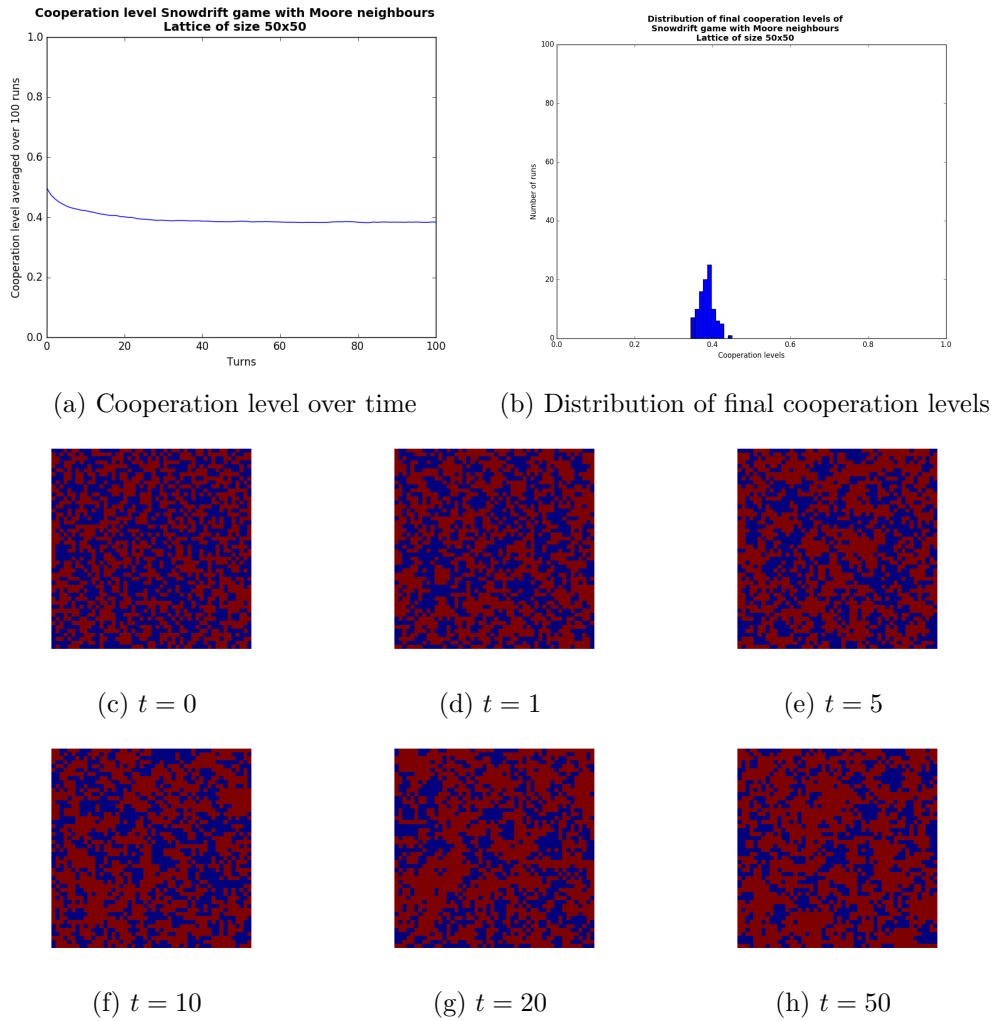 Cooperation level Snowdrift game with Moore neighbours
Lattice of size 50x50
Cooperation level averaged over 100 runs
1.0
0.8
0.6
0.4
0.2
0.0
0
20
40
60
80
100
Turns
Distribution of final cooperation levels of
Snowdrift game with Moore neighbours
Lattice of size 50x50
Number of runs
100
80
60
40
20
0
0.0
0.2
0.4
0.6
0.8
1.0
Cooperation levels
(a) Cooperation level over time
(b) Distribution of final cooperation levels
(c) t = 0
(d) t = 1
(e) t = 5
(f) t = 10
(g) t = 20
(h) t = 50